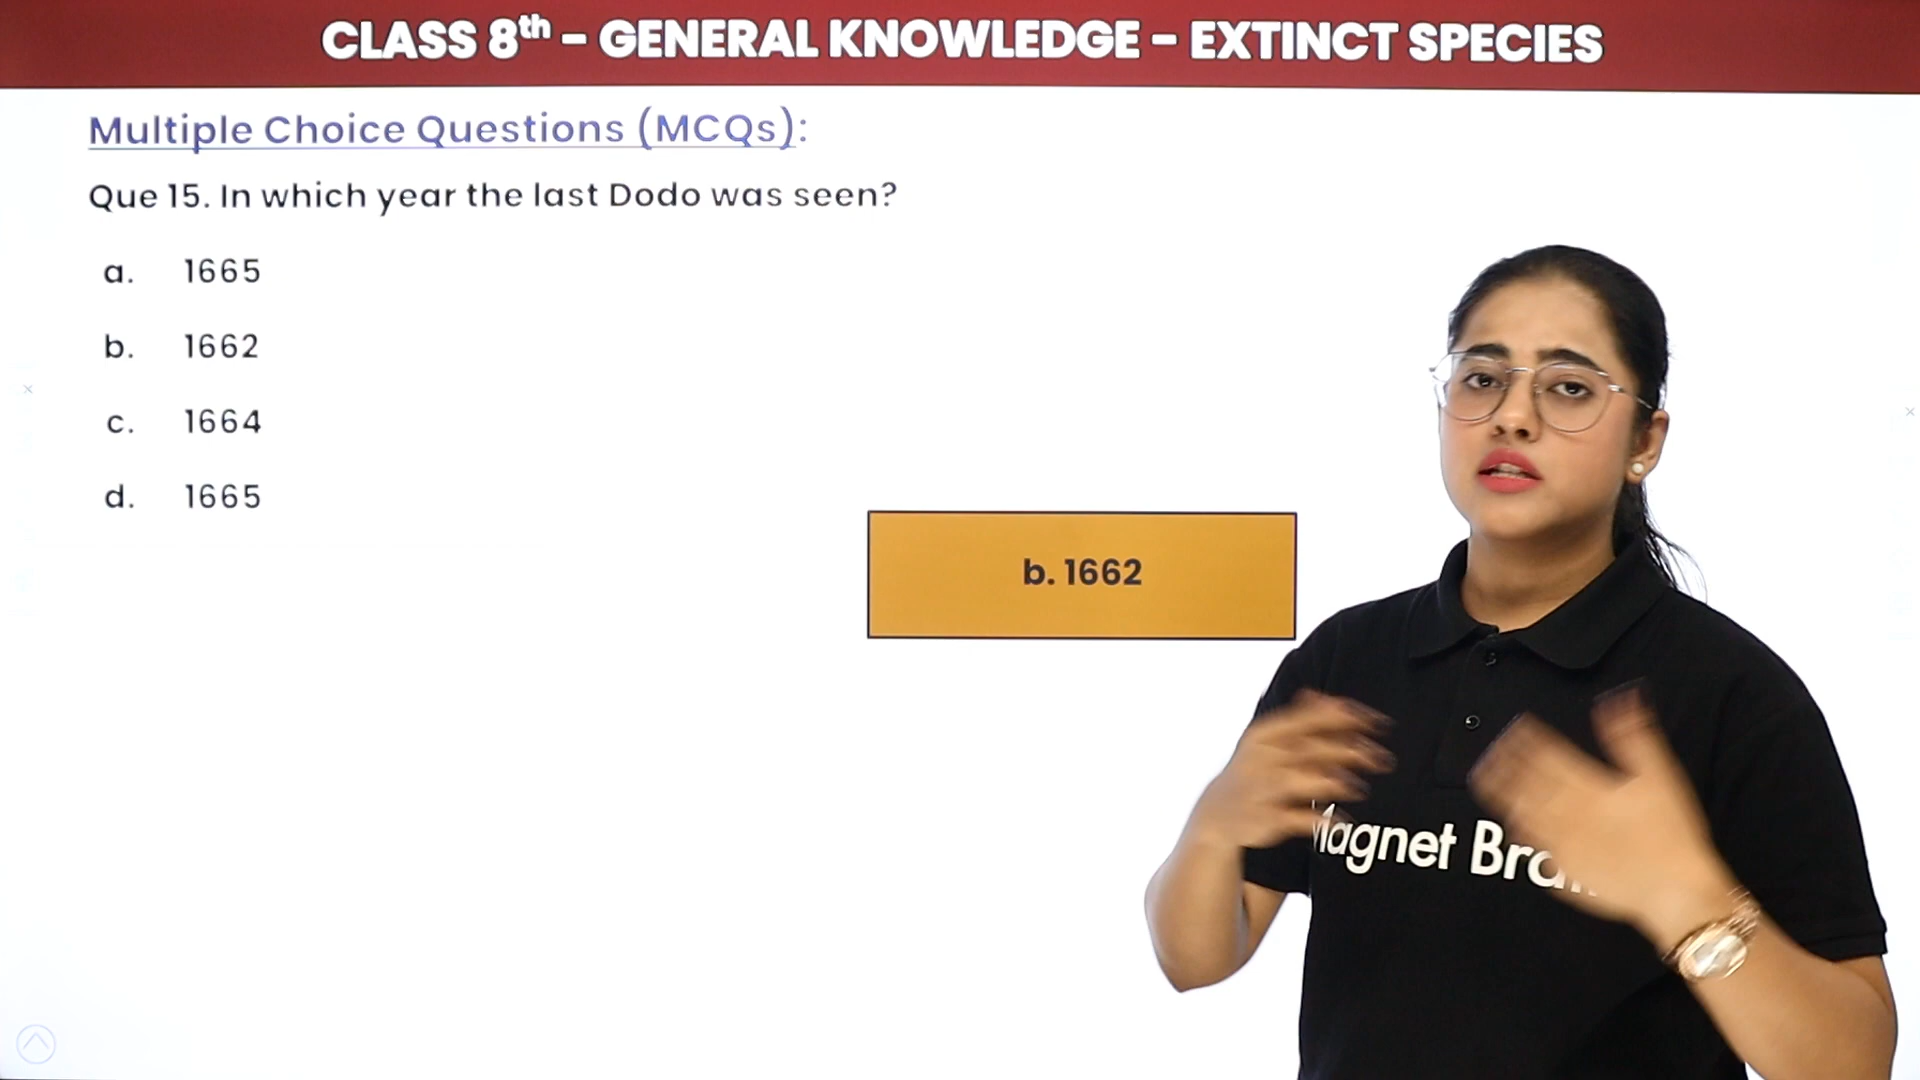 CLASS 8th - GENERAL KNOWLEDGE - EXTINCT SPECIES
Multiple Choice Questions (MCQs):
Que 15. In which year the last Dodo was seen?
a. 1665
b. 1662
c. 1664
d. 1665
b. 1662
Magnet